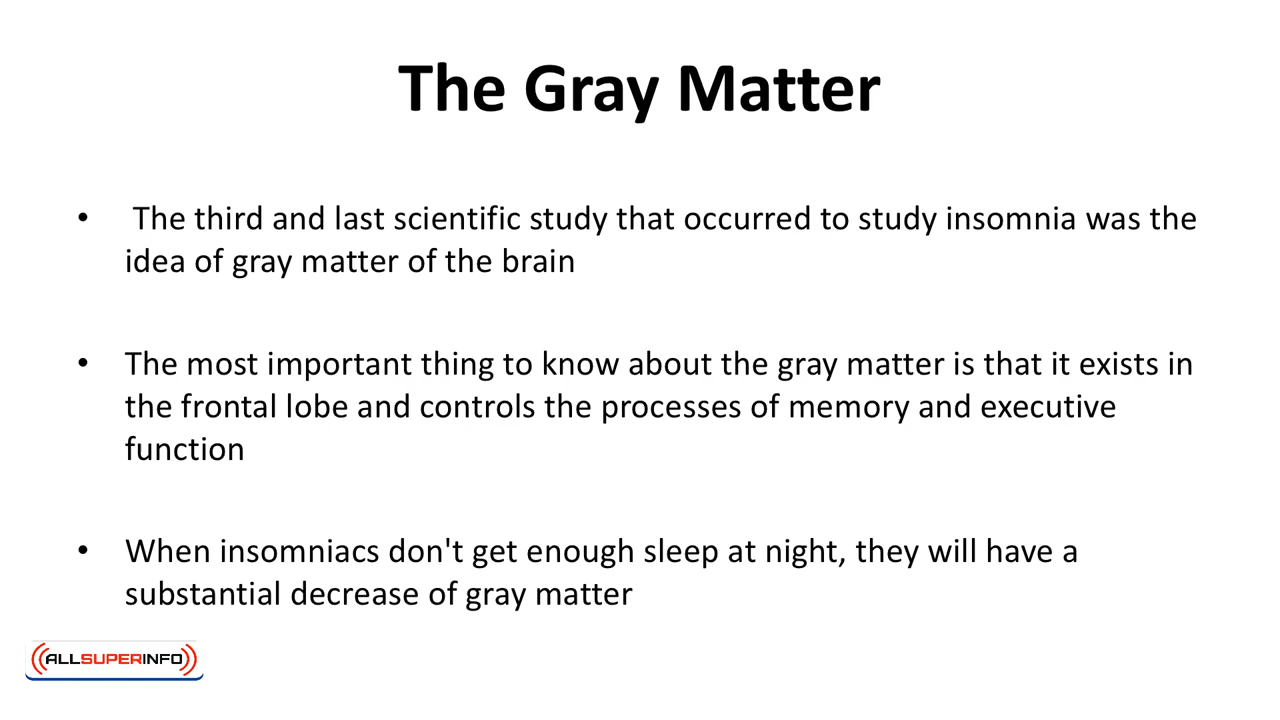 The Gray Matter
• The third and last scientific study that occurred to study insomnia was the
idea of gray matter of the brain
• The most important thing to know about the gray matter is that it exists in
the frontal lobe and controls the processes of memory and executive
function
• When insomniacs don't get enough sleep at night, they will have a
substantial decrease of gray matter
ALLSUPERINFO